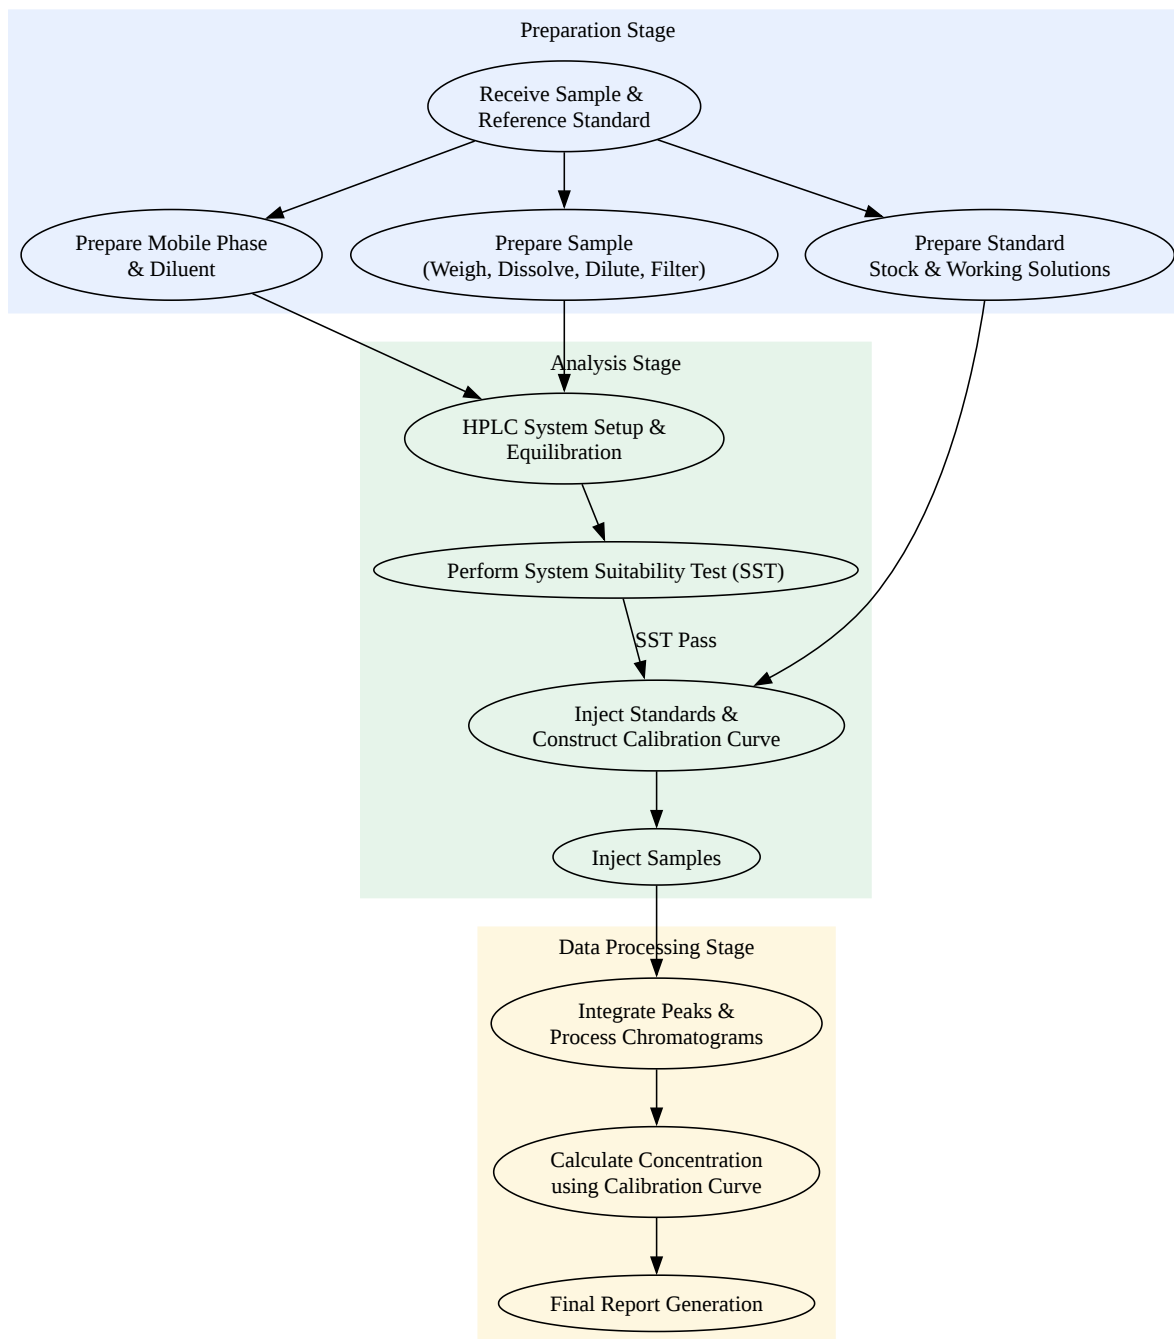 Preparation Stage
Receive Sample &
Reference Standard
Prepare Mobile Phase
& Diluent
Prepare Sample
(Weigh, Dissolve, Dilute, Filter)
Prepare Standard
Stock & Working Solutions
Analysis Stage
HPLC System Setup &
Equilibration
Perform System Suitability Test (SST)
SST Pass
Inject Standards &
Construct Calibration Curve
Inject Samples
Data Processing Stage
Integrate Peaks &
Process Chromatograms
Calculate Concentration
using Calibration Curve
Final Report Generation